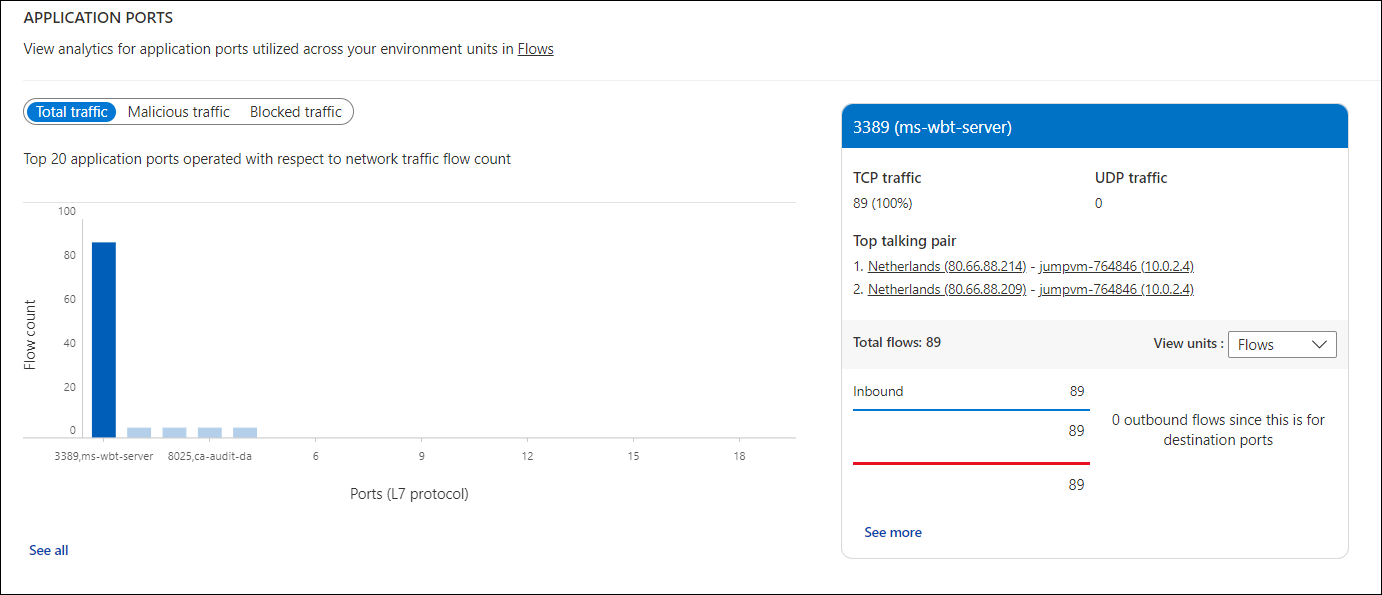 APPLICATION PORTS
View analytics for application ports utilized across your environment units in Flows
Total traffic Malicious traffic Blocked traffic
Top 20 application ports operated with respect to network traffic flow count
100
80
60
40
20
0
Flow count
3389,ms-wbt-server 8025,ca-audit-da 6 9 12 15 18
Ports (L7 protocol)
See all
3389 (ms-wbt-server)
TCP traffic UDP traffic
89 (100%) 0
Top talking pair
1. Netherlands (80.66.88.214) - jumpvm-764846 (10.0.2.4)
2. Netherlands (80.66.88.209) - jumpvm-764846 (10.0.2.4)
Total flows: 89 View units : Flows
Inbound 89
89
89
0 outbound flows since this is for
destination ports
See more